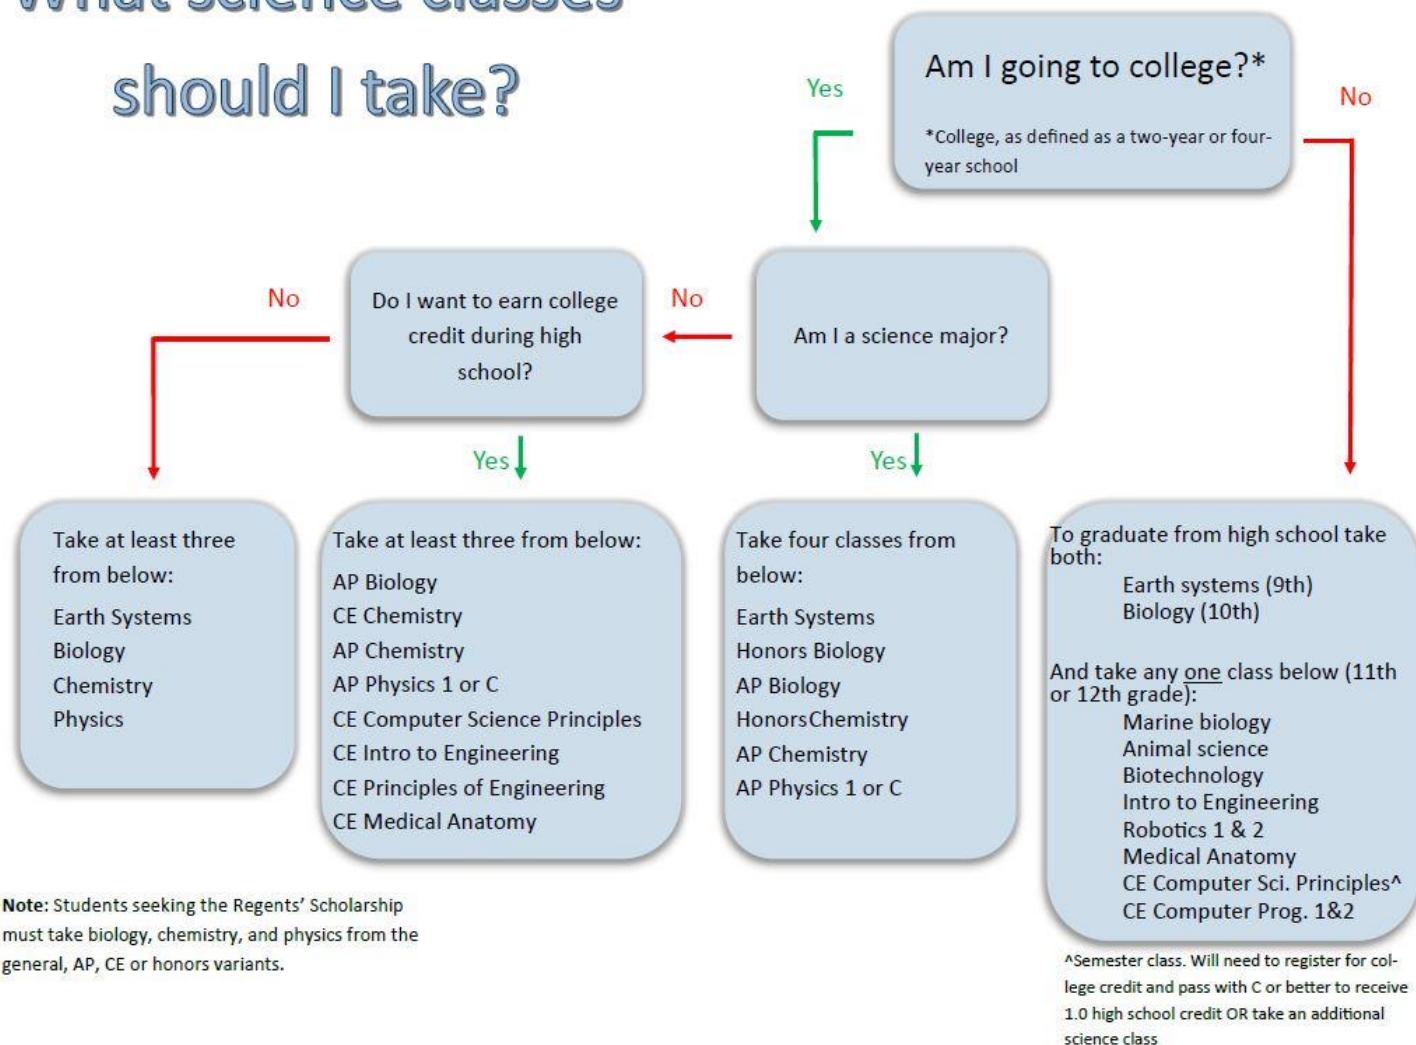 What science classes
should I take?
Am I going to college?*
*College, as defined as a two-year or four-
year school
Yes
No
Am I a science major?
No
Do I want to earn college
credit during high
school?
No
Yes
Yes
Take at least three
from below:
Earth Systems
Biology
Chemistry
Physics
Take at least three from below:
AP Biology
CE Chemistry
AP Chemistry
AP Physics 1 or C
CE Computer Science Principles
CE Intro to Engineering
CE Principles of Engineering
CE Medical Anatomy
Take four classes from
below:
Earth Systems
Honors Biology
AP Biology
HonorsChemistry
AP Chemistry
AP Physics 1 or C
To graduate from high school take
both:
Earth systems (9th)
Biology (10th)
And take any one class below (11th
or 12th grade):
Marine biology
Animal science
Biotechnology
Intro to Engineering
Robotics 1 & 2
Medical Anatomy
CE Computer Sci. Principles^
CE Computer Prog. 1&2
Note: Students seeking the Regents’ Scholarship
must take biology, chemistry, and physics from the
general, AP, CE or honors variants.
^Semester class. Will need to register for col-
lege credit and pass with C or better to receive
1.0 high school credit OR take an additional
science class